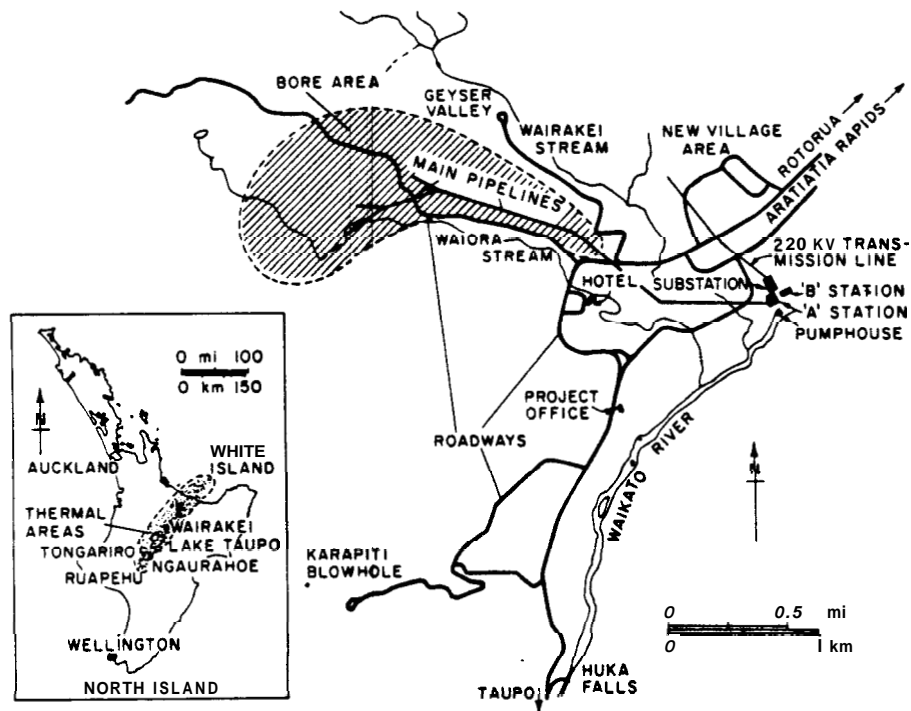 BORE AREA
GEYSER
VALLEY
WAIRAKEI
STREAM
NEW VILLAGE
AREA
ROTORUA
ARATIATIA RAPIDS
MAIN PIPELINES
WAIORA
STREAM
220 KV TRANS-
MISSION LINE
HOTEL
SUBSTATION
'B' STATION
'A' STATION
PUMPHOUSE
PROJECT
OFFICE
ROADWAYS
WAIKATO RIVER
N
KARAPITI
BLOWHOLE
0 0.5 mi
0 1 km
HUKA
FALLS
TAUPO
0 mi 100
0 km 150
N
AUCKLAND
WHITE
ISLAND
THERMAL
AREAS
WAIRAKEI
LAKE TAUPO
TONGARIRO
NGAURAHOE
RUAPEHU
WELLINGTON
NORTH ISLAND